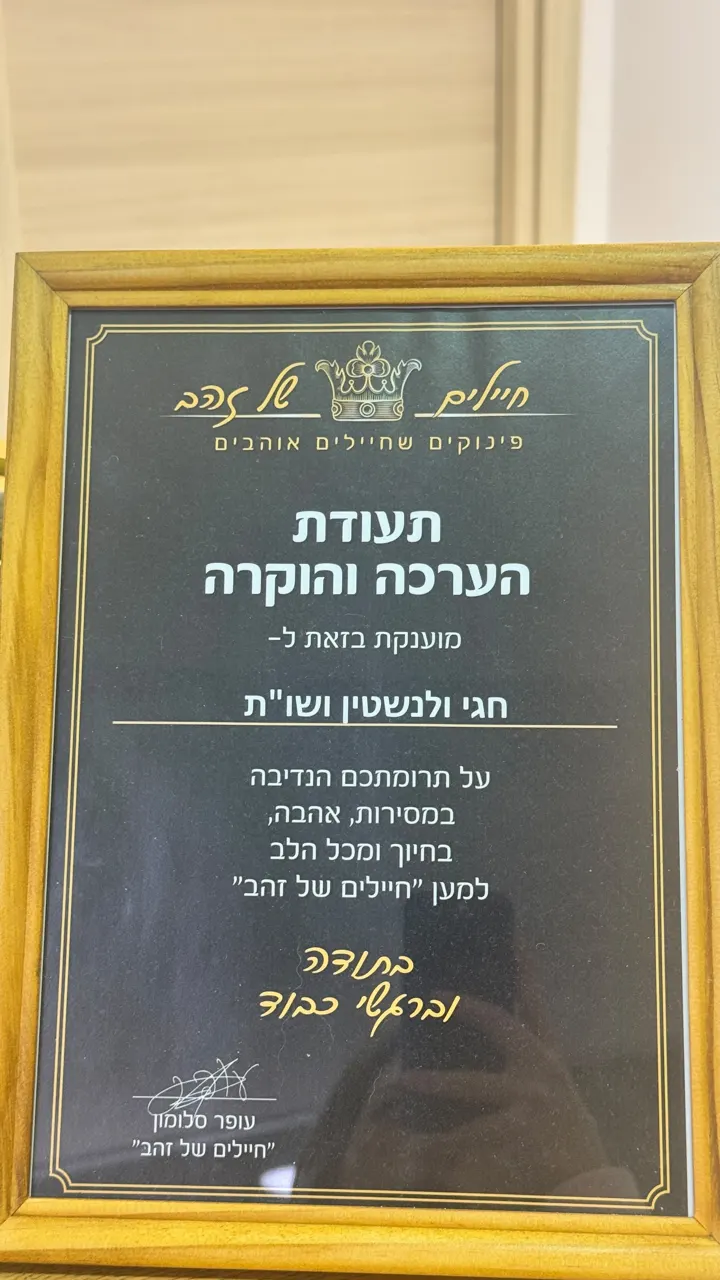 חיילים של זהב
פינוקים שחיילים אוהבים
תעודת
הערכה והוקרה
מוענקת בזאת ל-
חגי ולנשטין ושו"ת
על תרומתכם הנדיבה
במסירות, אהבה,
בחיוך ומכל הלב
למען "חיילים של זהב"
בתודה
וברגשי כבוד
עופר סלומון
"חיילים של זהב"